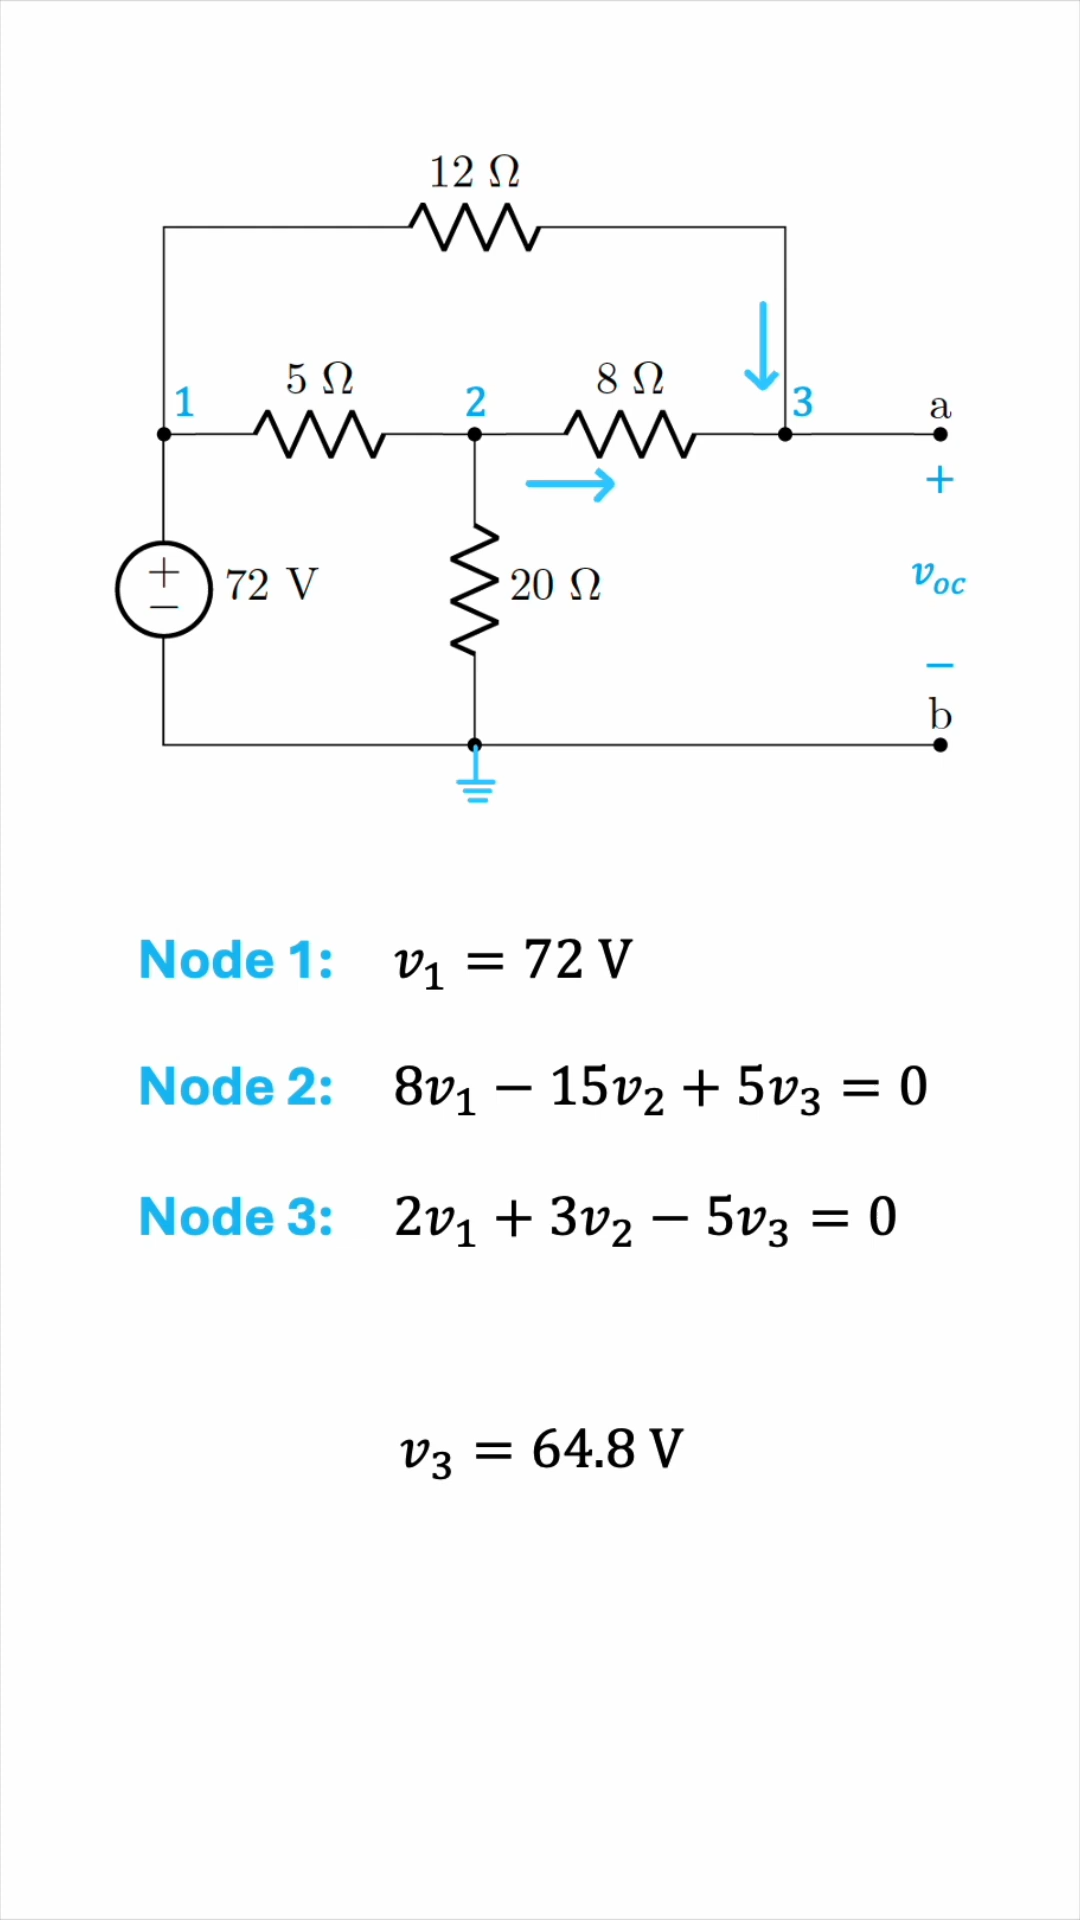 12 Ω
5 Ω
8 Ω
1
2
3
a
+
+
−
72 V
20 Ω
v_oc
−
b
Node 1: v₁ = 72 V
Node 2: 8v₁ − 15v₂ + 5v₃ = 0
Node 3: 2v₁ + 3v₂ − 5v₃ = 0
v₃ = 64.8 V